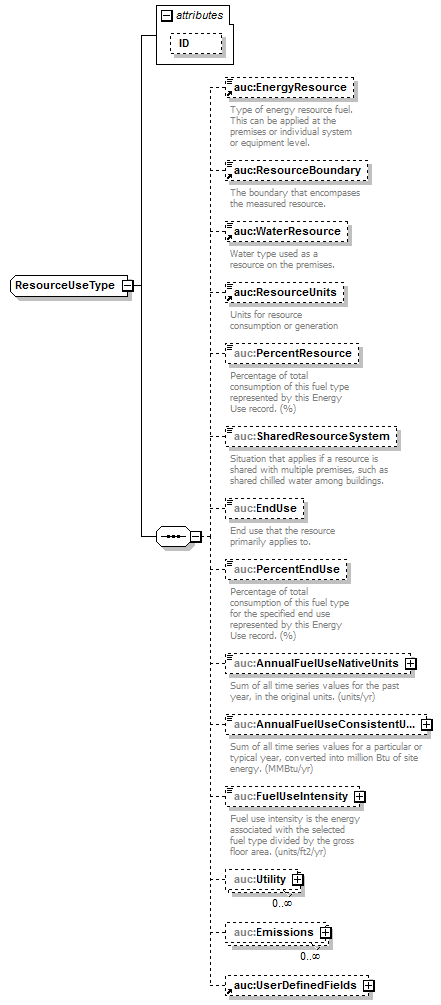 attributes
ID
auc:EnergyResource
Type of energy resource fuel.
This can be applied at the
premises or individual system
or equipment level.
auc:ResourceBoundary
The boundary that encompases
the measured resource.
auc:WaterResource
Water type used as a
resource on the premises.
ResourceUseType
auc:ResourceUnits
Units for resource
consumption or generation
auc:PercentResource
Percentage of total
consumption of this fuel type
represented by this Energy
Use record. (%)
auc:SharedResourceSystem
Situation that applies if a resource is
shared with multiple premises, such as
shared chilled water among buildings.
auc:EndUse
End use that the resource
primarily applies to.
auc:PercentEndUse
Percentage of total
consumption of this fuel type
for the specified end use
represented by this Energy
Use record. (%)
auc:AnnualFuelUseNativeUnits
Sum of all time series values for the past
year, in the original units. (units/yr)
auc:AnnualFuelUseConsistentU...
Sum of all time series values for a particular or
typical year, converted into million Btu of site
energy. (MMBtu/yr)
auc:FuelUseIntensity
Fuel use intensity is the energy
associated with the selected
fuel type divided by the gross
floor area. (units/ft2/yr)
auc:Utility
0..∞
auc:Emissions
0..∞
auc:UserDefinedFields